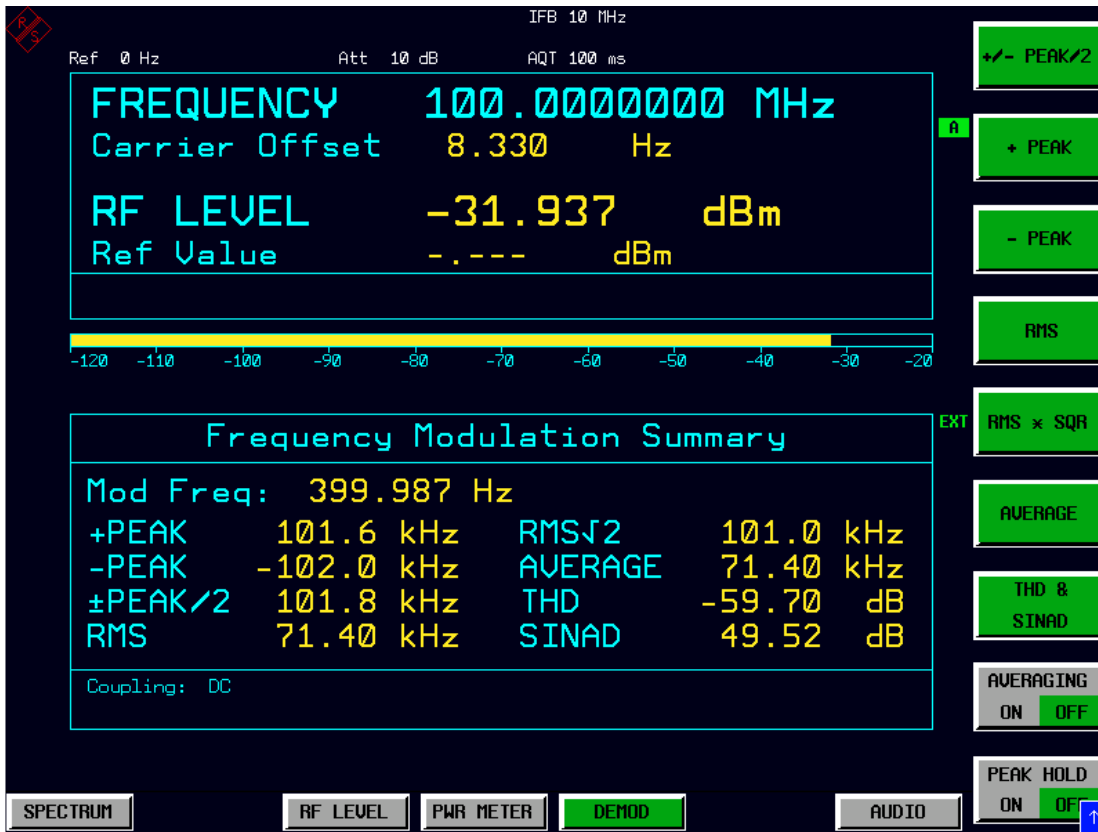 IFB 10 MHz
Ref 0 Hz Att 10 dB AQT 100 ms
FREQUENCY 100.0000000 MHz
Carrier Offset 8.330 Hz
RF LEVEL -31.937 dBm
Ref Value -.--- dBm
-120 -110 -100 -90 -80 -70 -60 -50 -40 -30 -20
Frequency Modulation Summary
Mod Freq: 399.987 Hz
+PEAK 101.6 kHz RMS√2 101.0 kHz
-PEAK -102.0 kHz AVERAGE 71.40 kHz
±PEAK/2 101.8 kHz THD -59.70 dB
RMS 71.40 kHz SINAD 49.52 dB
Coupling: DC
R S
A
EXT
+/- PEAK/2
+ PEAK
- PEAK
RMS
RMS * SQR
AVERAGE
THD &
SINAD
AVERAGING
ON OFF
PEAK HOLD
ON OFF
SPECTRUM RF LEVEL PWR METER DEMOD AUDIO